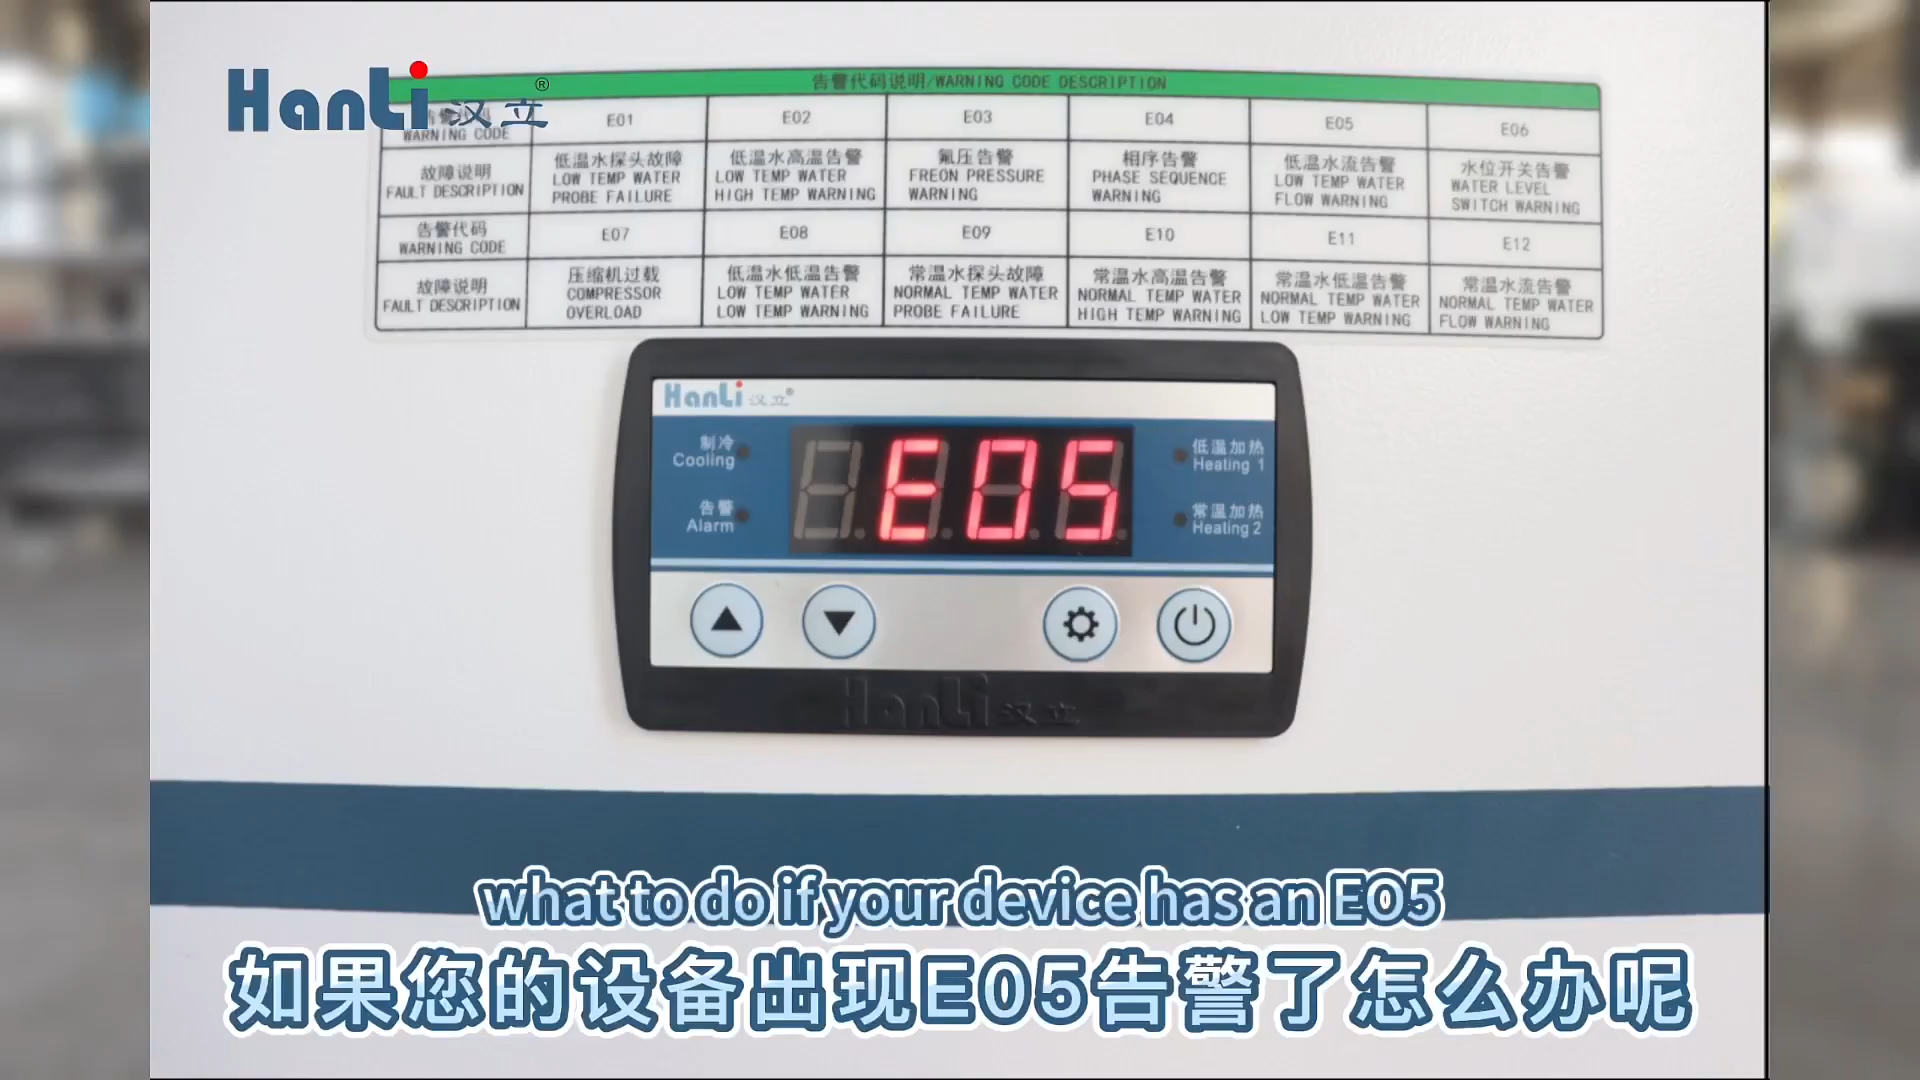 HanLi 汉立®
告警代码说明/WARNING CODE DESCRIPTION
WARNING CODE
E01
E02
E03
E04
E05
E06
故障说明
FAULT DESCRIPTION
低温水探头故障
LOW TEMP WATER
PROBE FAILURE
低温水高温告警
LOW TEMP WATER
HIGH TEMP WARNING
氟压告警
FREON PRESSURE
WARNING
相序告警
PHASE SEQUENCE
WARNING
低温水流告警
LOW TEMP WATER
FLOW WARNING
水位开关告警
WATER LEVEL
SWITCH WARNING
告警代码
WARNING CODE
E07
E08
E09
E10
E11
E12
故障说明
FAULT DESCRIPTION
压缩机过载
COMPRESSOR
OVERLOAD
低温水低温告警
LOW TEMP WATER
LOW TEMP WARNING
常温水探头故障
NORMAL TEMP WATER
PROBE FAILURE
常温水高温告警
NORMAL TEMP WATER
HIGH TEMP WARNING
常温水低温告警
NORMAL TEMP WATER
LOW TEMP WARNING
常温水流告警
NORMAL TEMP WATER
FLOW WARNING
HanLi 汉立®
制冷
Cooling
告警
Alarm
E05
低温加热
Heating 1
常温加热
Heating 2
HanLi 汉立
what to do if your device has an E05
如果您的设备出现E05告警了怎么办呢